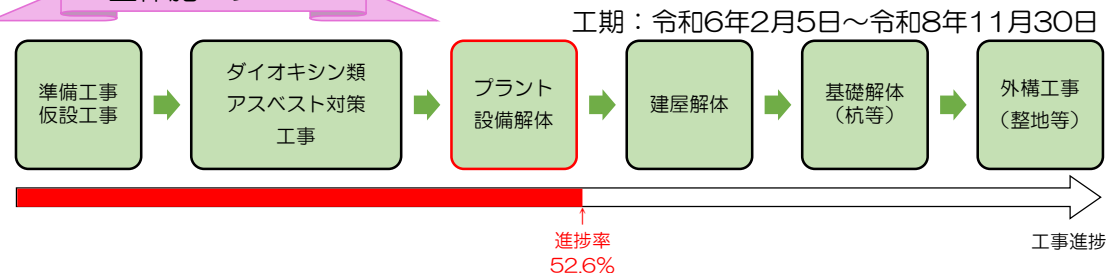 工期：令和6年2月5日～令和8年11月30日
準備工事
仮設工事
ダイオキシン類
アスベスト対策
工事
プラント
設備解体
建屋解体
基礎解体
（杭等）
外構工事
（整地等）
進捗率
52.6%
工事進捗